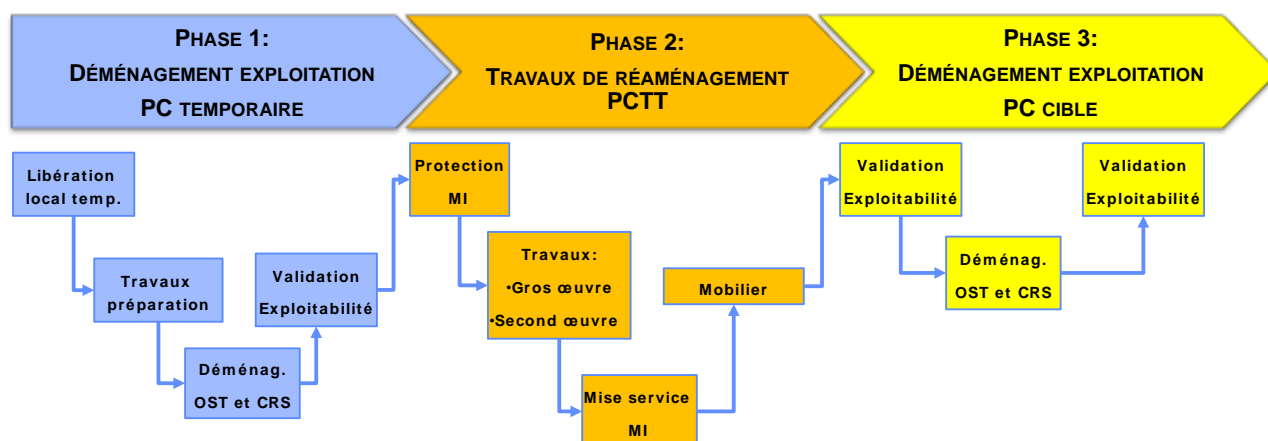 PHASE 1:
DÉMÉNAGEMENT EXPLOITATION
PC TEMPORAIRE
PHASE 2:
TRAVAUX DE RÉAMÉNAGEMENT
PCTT
PHASE 3:
DÉMÉNAGEMENT EXPLOITATION
PC CIBLE
Libération
local temp.
Travaux
préparation
Déménag.
OST et CRS
Validation
Exploitabilité
Protection
MI
Travaux:
•Gros œuvre
•Second œuvre
Mise service
MI
Mobilier
Validation
Exploitabilité
Déménag.
OST et CRS
Validation
Exploitabilité